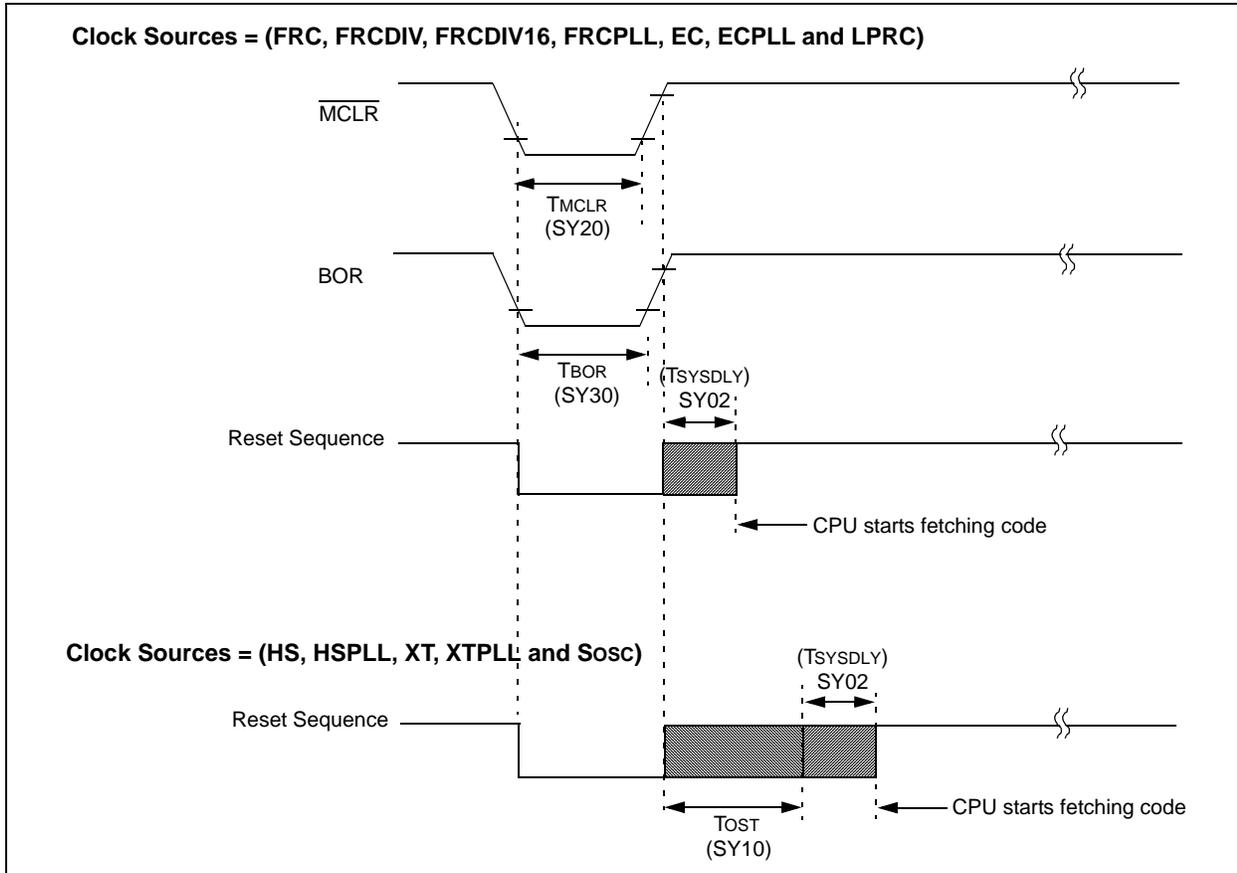 Clock Sources = (FRC, FRCDIV, FRCDIV16, FRCPLL, EC, ECPLL and LPRC)
MCLR
TMCLR
(SY20)
BOR
TBOR
(SY30)
(TSYSDLY)
SY02
Reset Sequence
CPU starts fetching code
Clock Sources = (HS, HSPLL, XT, XTPLL and SOSC)
(TSYSDLY)
SY02
Reset Sequence
CPU starts fetching code
TOST
(SY10)